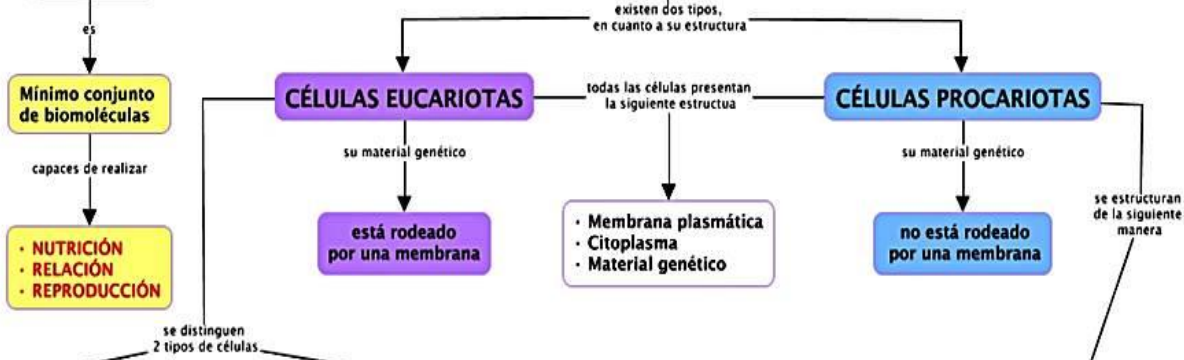 es
Mínimo conjunto
de biomoléculas
capaces de realizar
· NUTRICIÓN
· RELACIÓN
· REPRODUCCIÓN
existen dos tipos,
en cuanto a su estructura
CÉLULAS EUCARIOTAS
todas las células presentan
la siguiente estructua
CÉLULAS PROCARIOTAS
su material genético
está rodeado
por una membrana
· Membrana plasmática
· Citoplasma
· Material genético
su material genético
no está rodeado
por una membrana
se estructuran
de la siguiente
manera
se distinguen
2 tipos de células